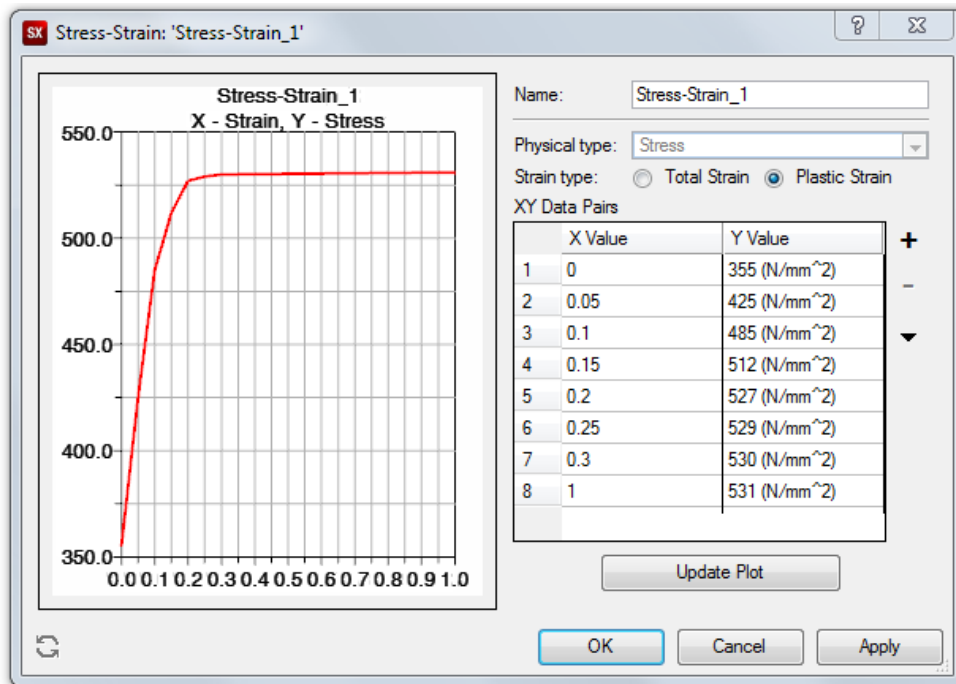 SX Stress-Strain: 'Stress-Strain_1'
?
Stress-Strain_1
X - Strain, Y - Stress
550.0
500.0
450.0
400.0
350.0
0.0 0.1 0.2 0.3 0.4 0.5 0.6 0.7 0.8 0.9 1.0
Name: Stress-Strain_1
Physical type: Stress
Strain type: Total Strain Plastic Strain
XY Data Pairs
X Value Y Value
1 0 355 (N/mm^2)
2 0.05 425 (N/mm^2)
3 0.1 485 (N/mm^2)
4 0.15 512 (N/mm^2)
5 0.2 527 (N/mm^2)
6 0.25 529 (N/mm^2)
7 0.3 530 (N/mm^2)
8 1 531 (N/mm^2)
Update Plot
OK Cancel Apply